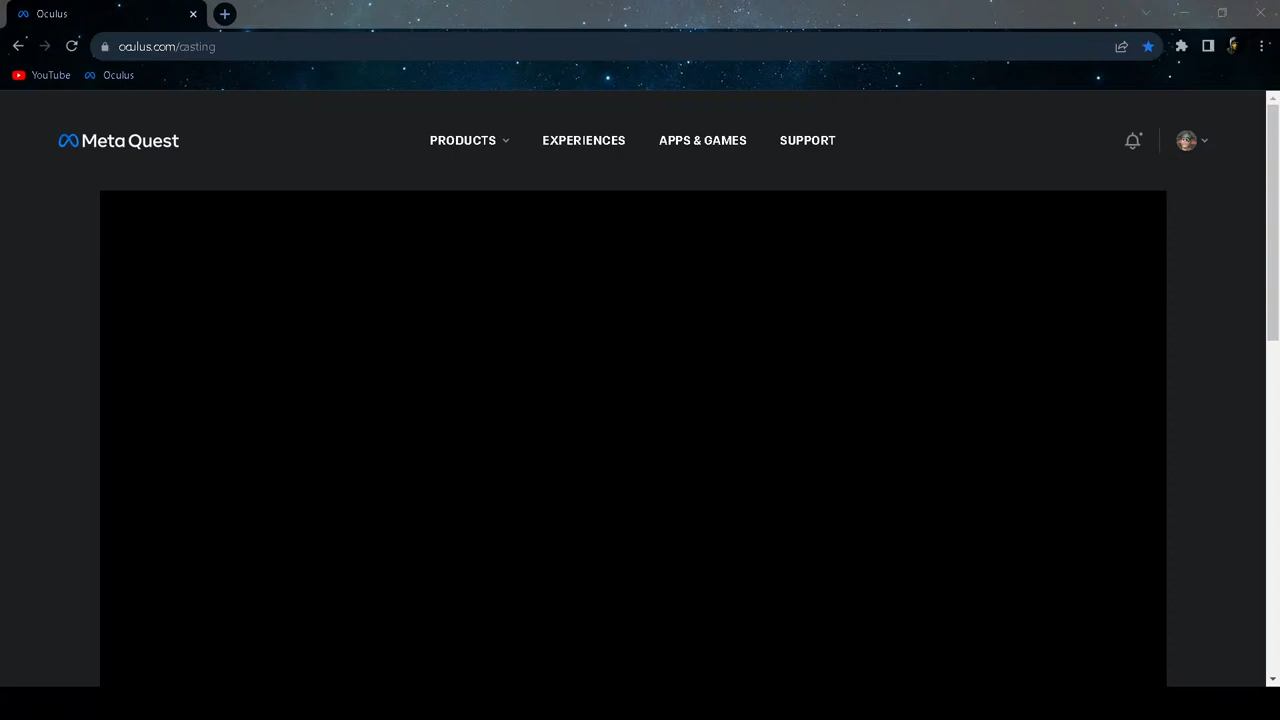 Oculus
oculus.com/casting
YouTube
Oculus
Meta Quest
PRODUCTS
EXPERIENCES
APPS & GAMES
SUPPORT